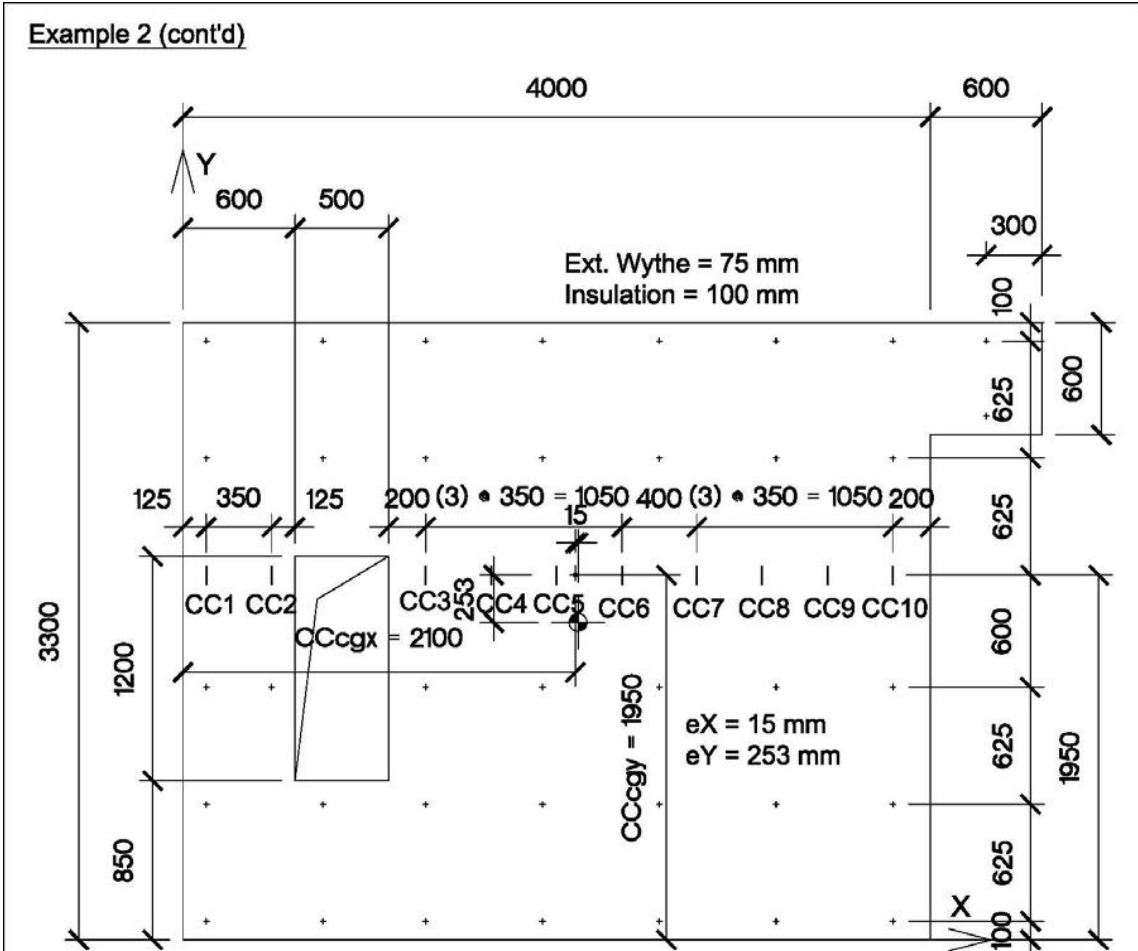 Example 2 (cont'd)
4000
600
Y
600
500
300
Ext. Wythe = 75 mm
Insulation = 100 mm
100
600
625
125
350
125
200
(3) @ 350 = 1050
400
(3) @ 350 = 1050
200
15
625
CC1
CC2
CC3
253
CC4
CC5
CC6
CC7
CC8
CC9
CC10
CCcgx = 2100
3300
1200
600
CCcgy = 1950
eX = 15 mm
eY = 253 mm
625
1950
850
625
X
100